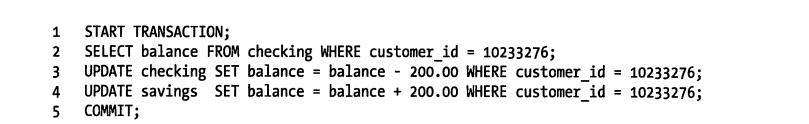 1 START TRANSACTION;
2 SELECT balance FROM checking WHERE customer_id = 10233276;
3 UPDATE checking SET balance = balance - 200.00 WHERE customer_id = 10233276;
4 UPDATE savings  SET balance = balance + 200.00 WHERE customer_id = 10233276;
5 COMMIT;